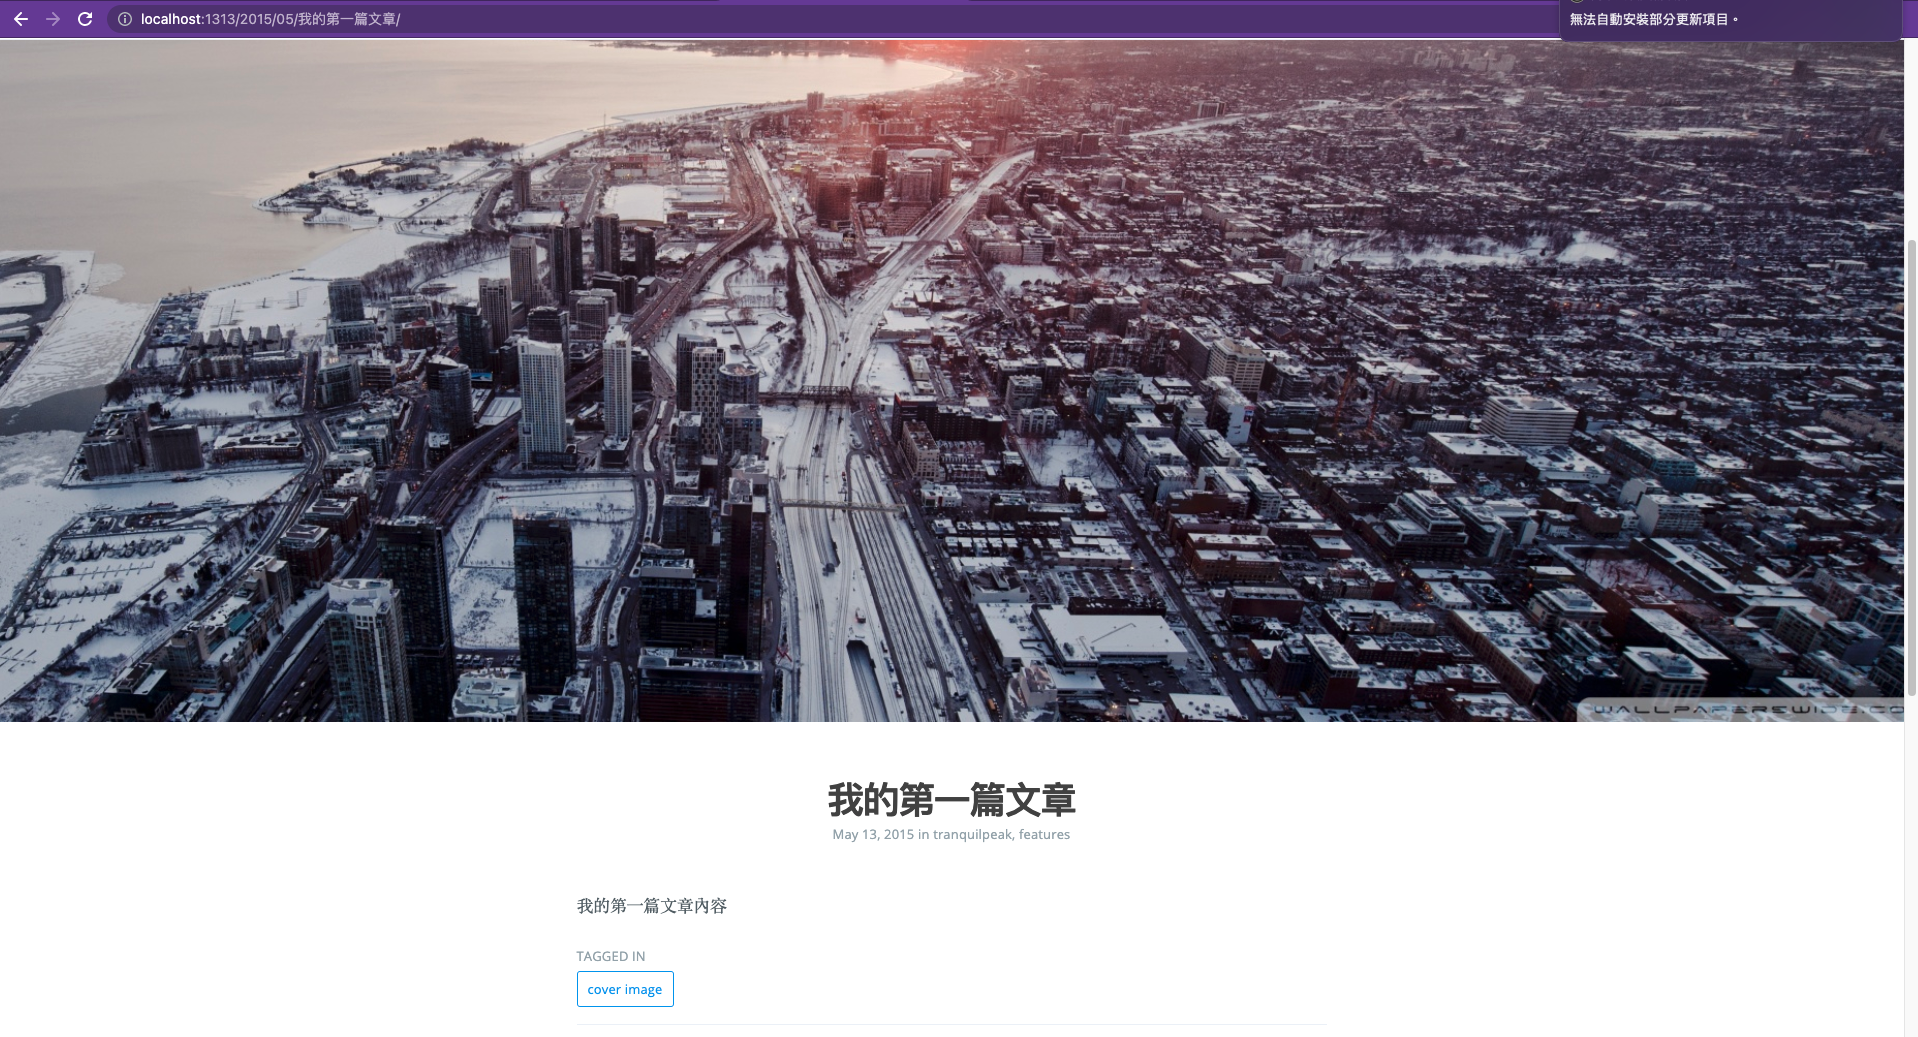 localhost:1313/2015/05/我的第一篇文章/
無法自動安裝部分更新項目。
我的第一篇文章
May 13, 2015 in tranquilpeak, features
我的第一篇文章內容
TAGGED IN
cover image